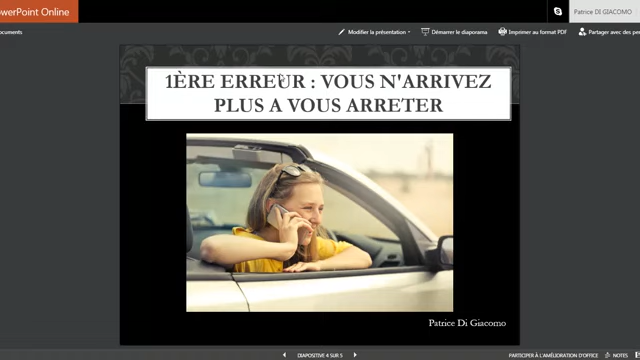 owerPoint Online
Patrice DI GIACOMO
ocuments
Modifier la présentation
Démarrer le diaporama
Imprimer au format PDF
Partager avec des per
1ÈRE ERREUR : VOUS N'ARRIVEZ
PLUS A VOUS ARRETER
Patrice Di Giacomo
DIAPOSITIVE 4 SUR 5
PARTICIPER À L'AMÉLIORATION D'OFFICE
NOTES